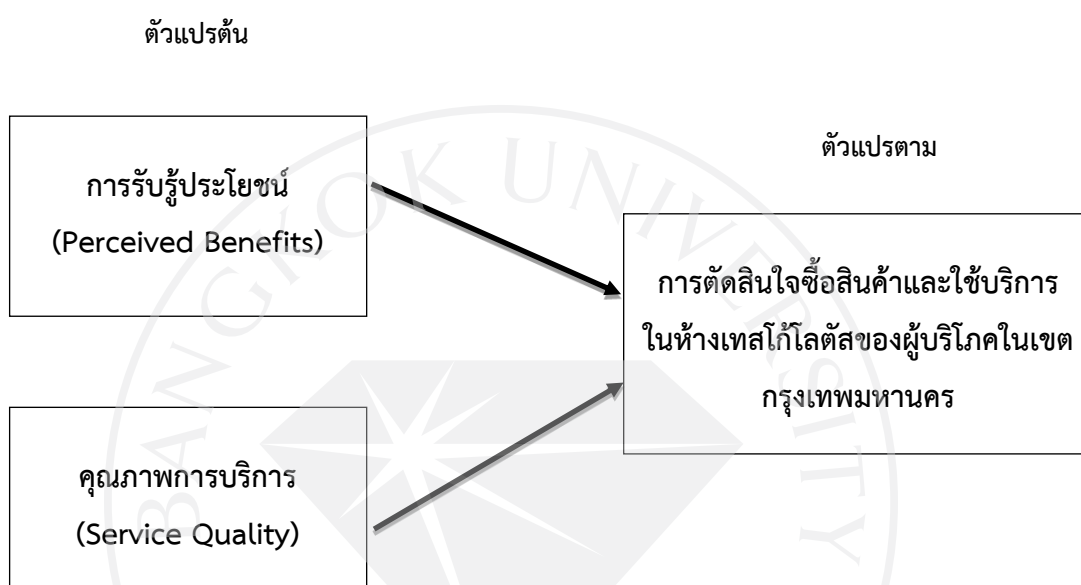 ตัวแปรต้น
การรับรู้ประโยชน์
(Perceived Benefits)
คุณภาพการบริการ
(Service Quality)
ตัวแปรตาม
การตัดสินใจซื้อสินค้าและใช้บริการ
ในห้างเทสโก้โลตัสของผู้บริโภคในเขต
กรุงเทพมหานคร
BANGKOK UNIVERSITY